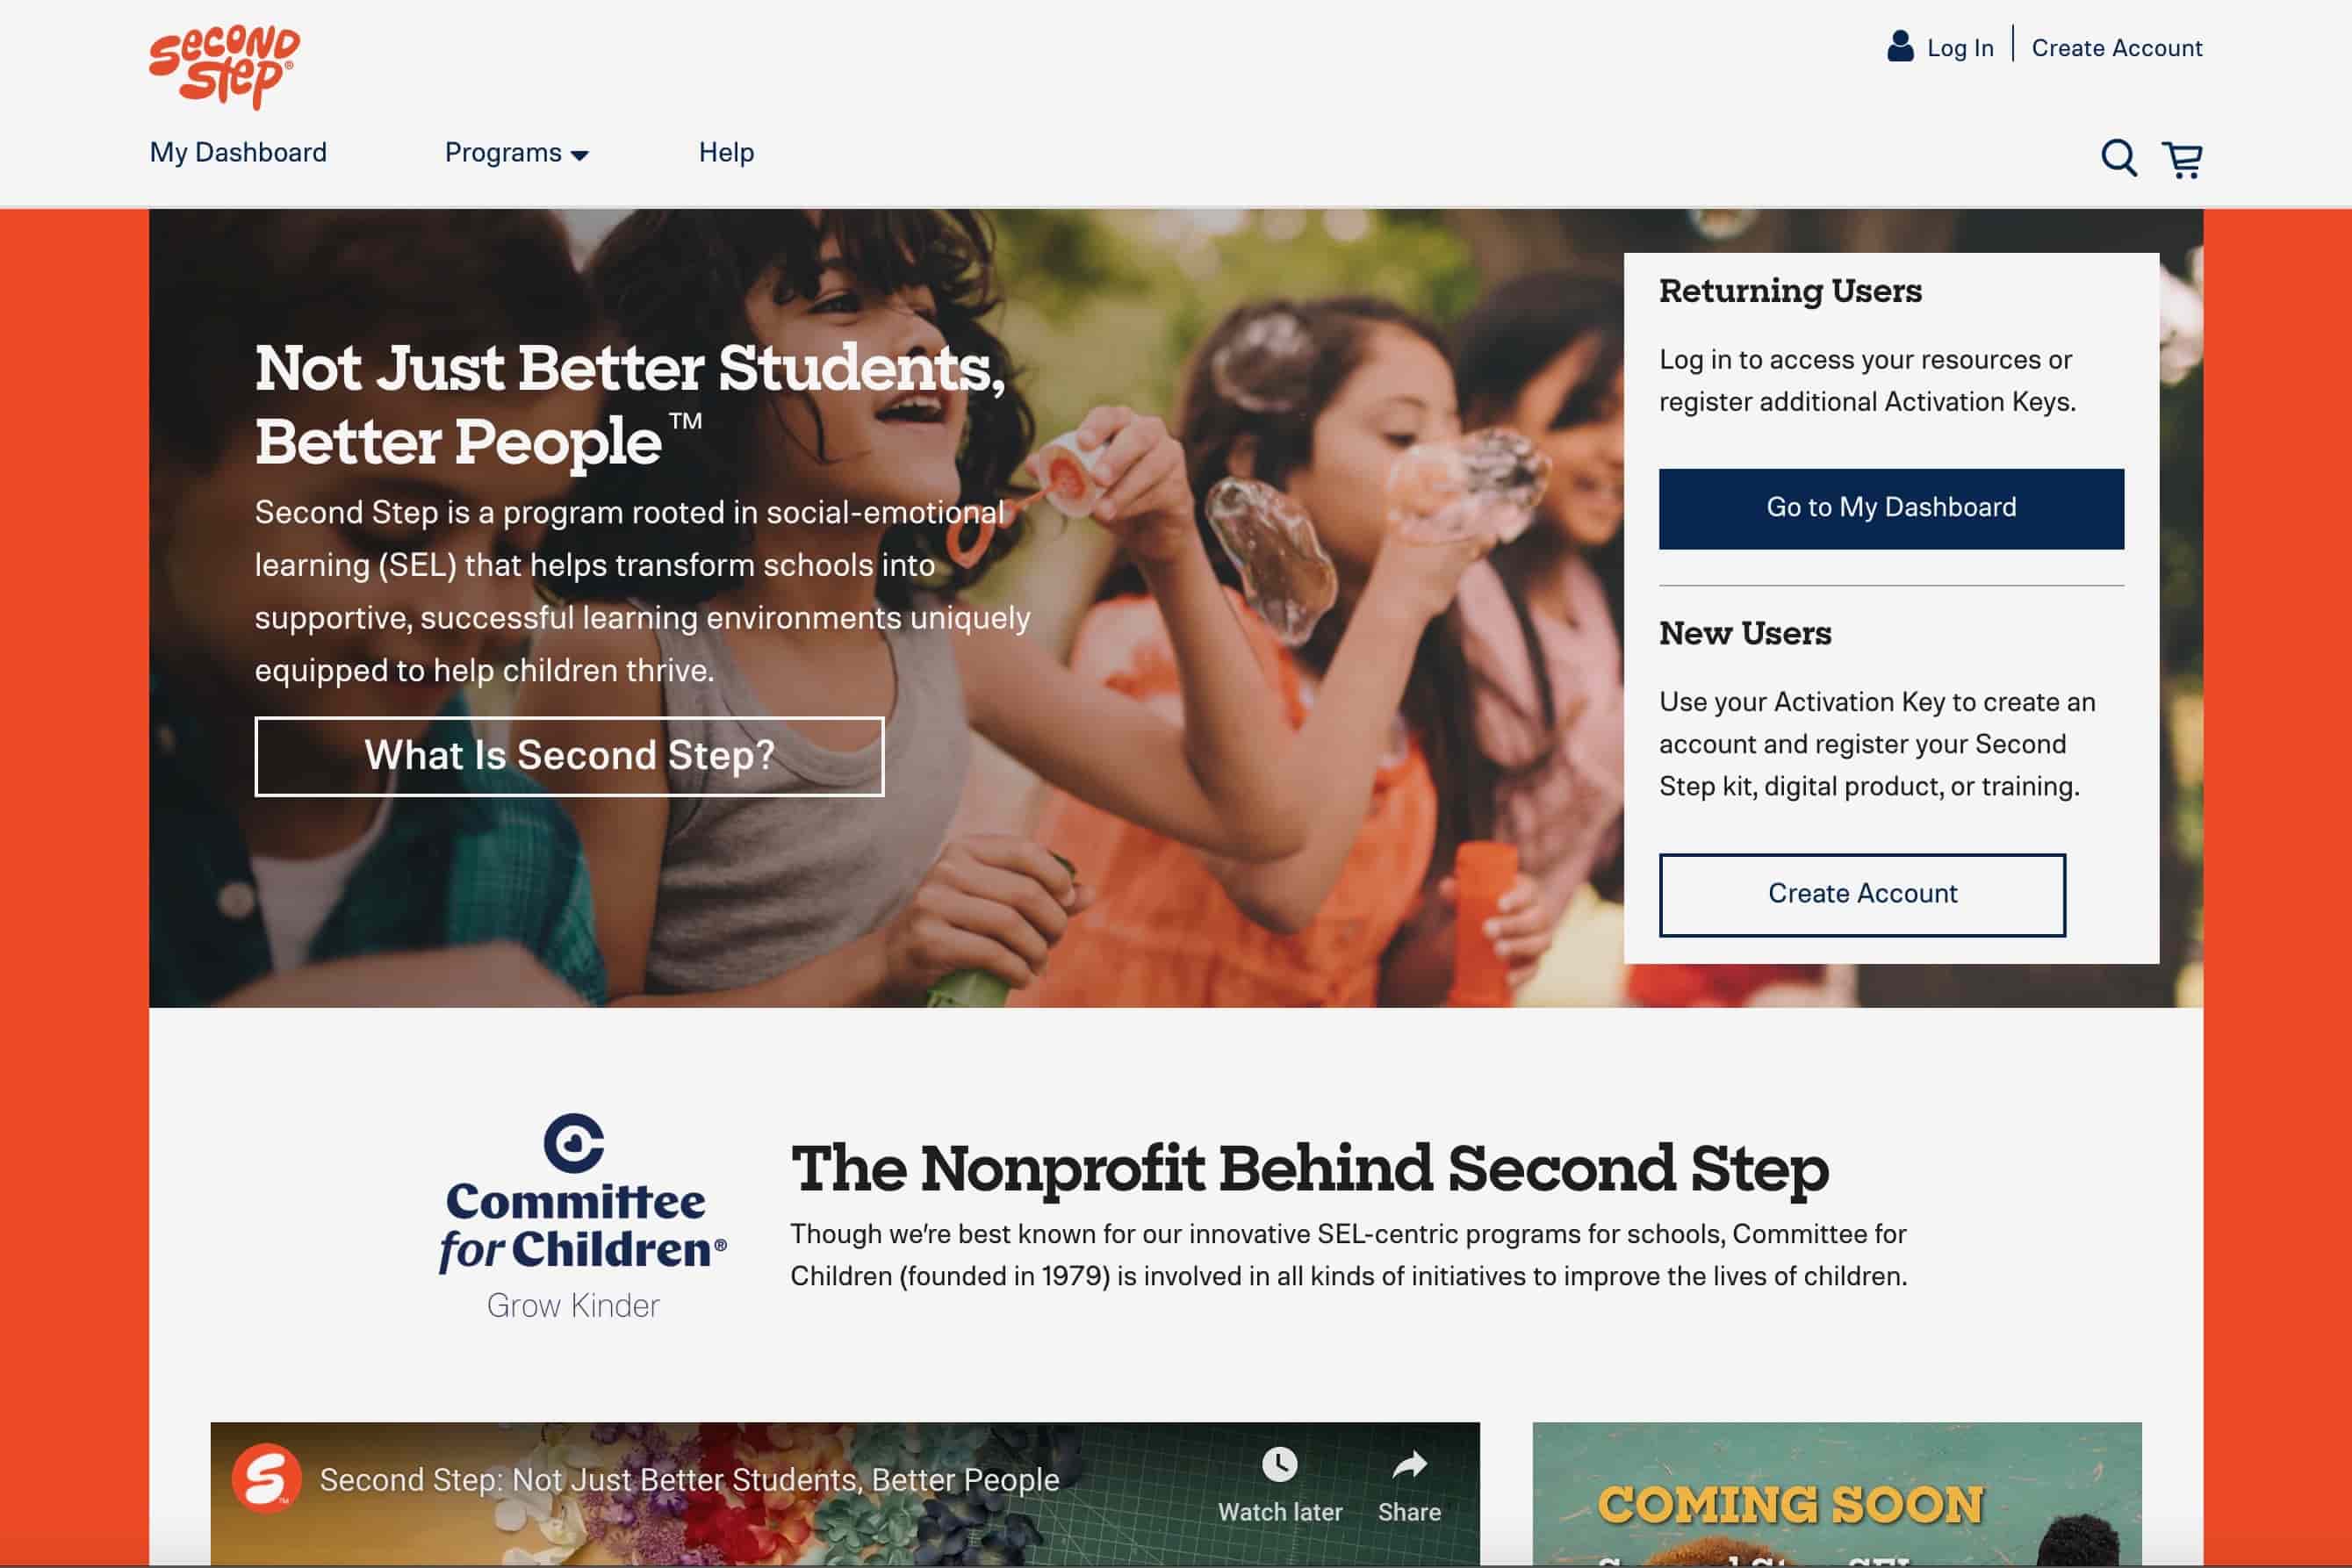 Second
Step®
Log In
Create Account
My Dashboard
Programs
Help
Not Just Better Students,
Better People™
Second Step is a program rooted in social-emotional
learning (SEL) that helps transform schools into
supportive, successful learning environments uniquely
equipped to help children thrive.
What Is Second Step?
Returning Users
Log in to access your resources or
register additional Activation Keys.
Go to My Dashboard
New Users
Use your Activation Key to create an
account and register your Second
Step kit, digital product, or training.
Create Account
Committee
for Children®
Grow Kinder
The Nonprofit Behind Second Step
Though we're best known for our innovative SEL-centric programs for schools, Committee for
Children (founded in 1979) is involved in all kinds of initiatives to improve the lives of children.
S™
Second Step: Not Just Better Students, Better People
Watch later
Share
COMING SOON